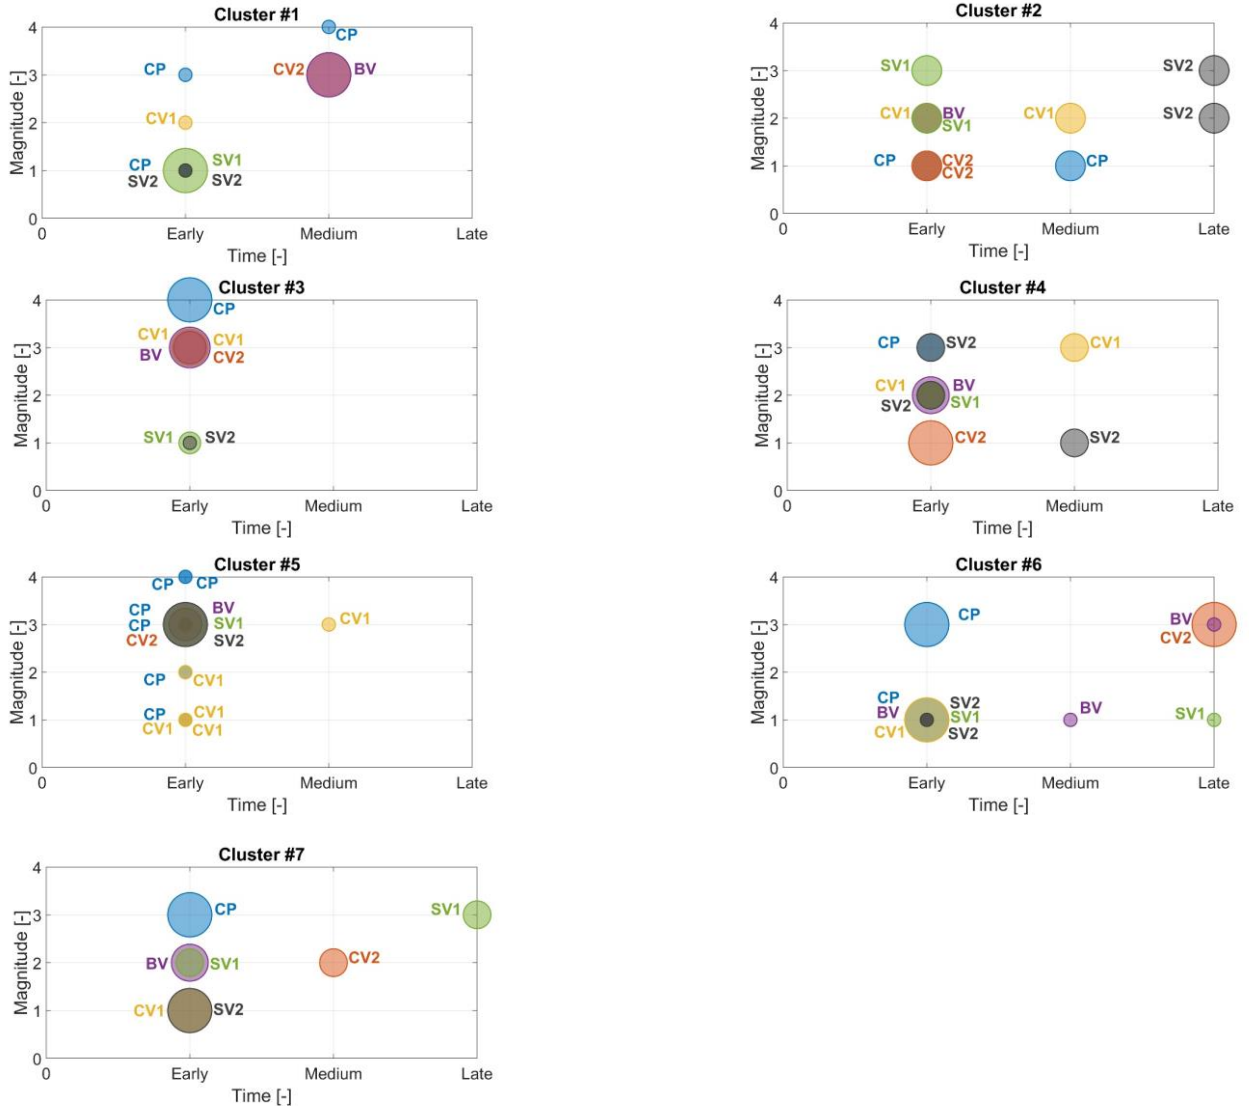 Cluster #1
4
CP
3
CP
CV2
BV
2
CV1
1
CP
SV1
SV2
SV2
0
Magnitude [-]
0
Early
Medium
Late
Time [-]
Cluster #2
4
3
SV1
SV2
2
CV1
BV
SV1
CV1
SV2
1
CP
CV2
CV2
CP
0
Magnitude [-]
0
Early
Medium
Late
Time [-]
Cluster #3
4
CP
3
CV1
CV1
BV
CV2
2
1
SV1
SV2
0
Magnitude [-]
0
Early
Medium
Late
Time [-]
Cluster #4
4
3
CP
SV2
CV1
2
CV1
BV
SV2
SV1
1
CV2
SV2
0
Magnitude [-]
0
Early
Medium
Late
Time [-]
Cluster #5
4
CP
CP
3
CP
BV
CP
SV1
CV2
SV2
CV1
2
CP
CV1
1
CP
CV1
CV1
CV1
0
Magnitude [-]
0
Early
Medium
Late
Time [-]
Cluster #6
4
3
CP
BV
CV2
2
1
CP
SV2
BV
SV1
CV1
SV2
BV
SV1
0
Magnitude [-]
0
Early
Medium
Late
Time [-]
Cluster #7
4
3
CP
SV1
2
BV
SV1
CV2
1
CV1
SV2
0
Magnitude [-]
0
Early
Medium
Late
Time [-]